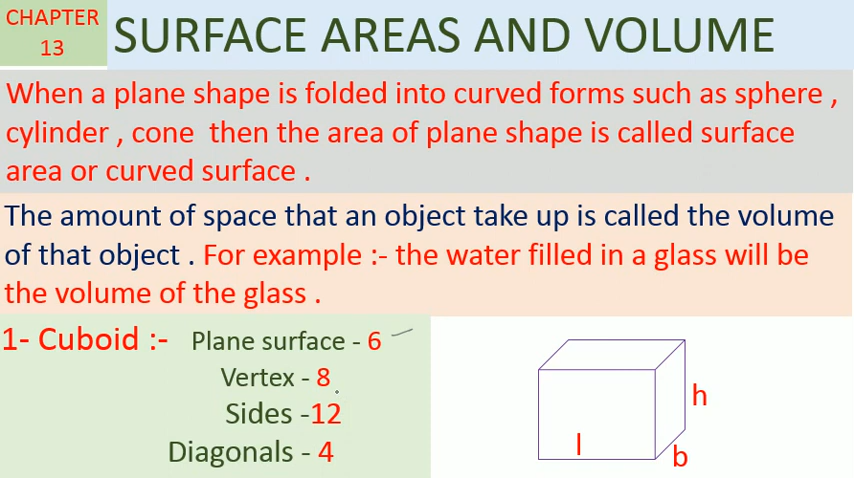 CHAPTER
13
SURFACE AREAS AND VOLUME
When a plane shape is folded into curved forms such as sphere ,
cylinder , cone then the area of plane shape is called surface
area or curved surface .
The amount of space that an object take up is called the volume
of that object . For example :- the water filled in a glass will be
the volume of the glass .
1- Cuboid :- Plane surface - 6
Vertex - 8
Sides -12
Diagonals - 4
h
l
b